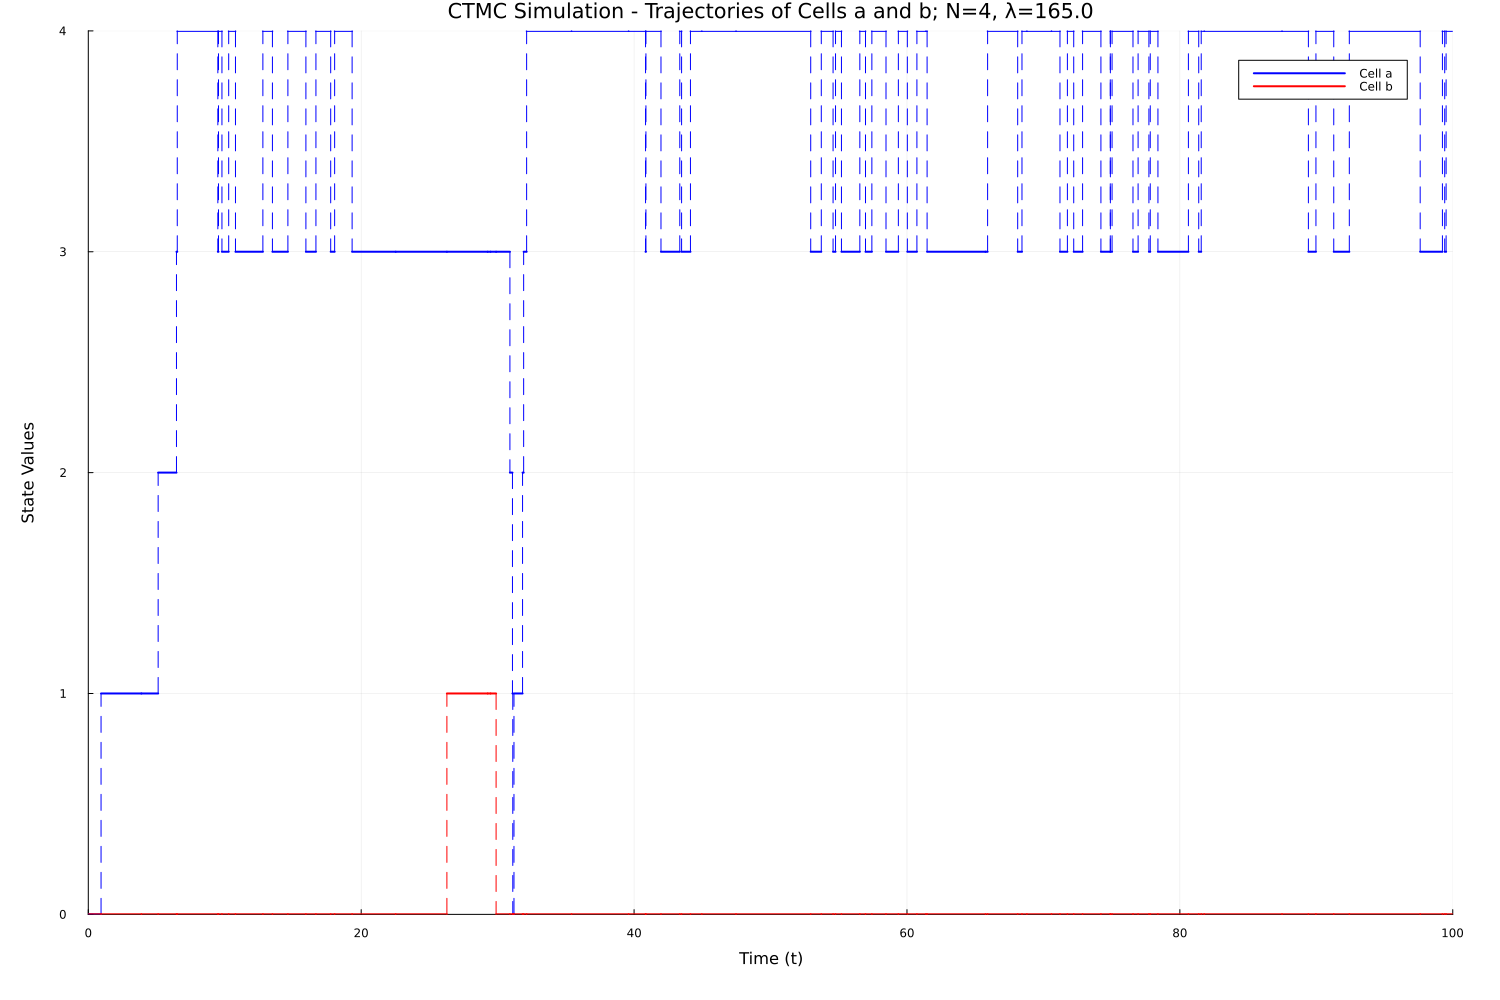 CTMC Simulation - Trajectories of Cells a and b; N=4, λ=165.0
4
3
2
1
0
State Values
Cell a
Cell b
0 20 40 60 80 100
Time (t)